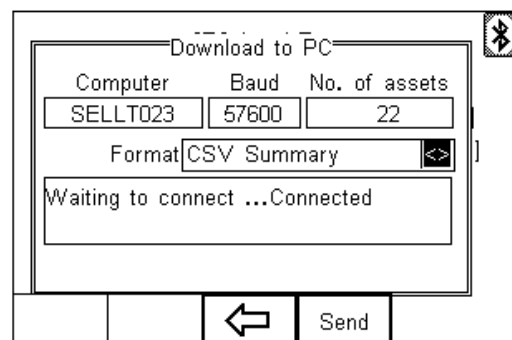 Download to PC
Computer Baud No. of assets
SELLT023 57600 22
Format CSV Summary <>
Waiting to connect ...Connected
Send